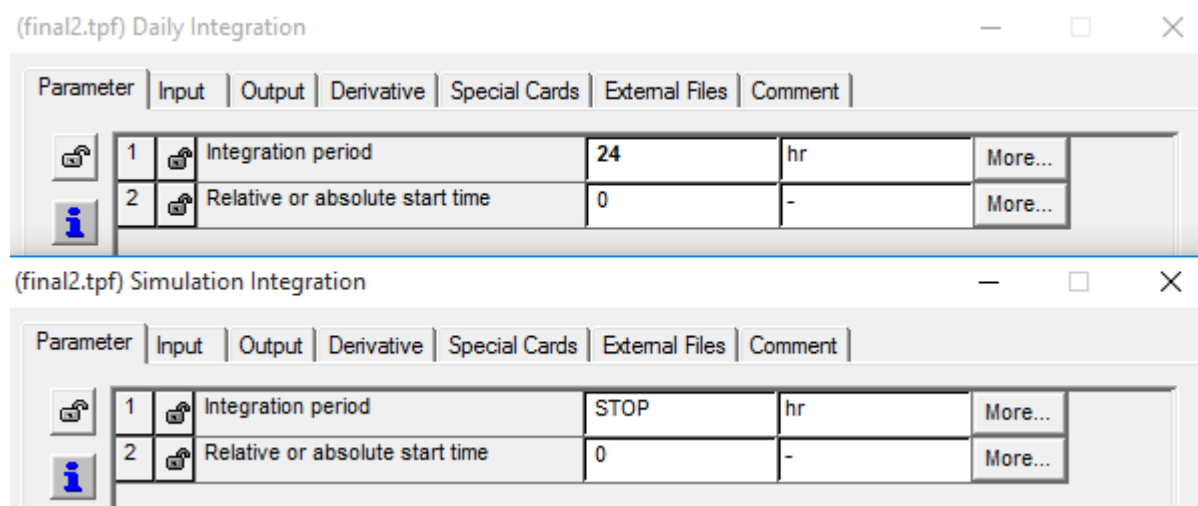 (final2.tpf) Daily Integration
Parameter Input Output Derivative Special Cards External Files Comment
1 Integration period 24 hr More...
2 Relative or absolute start time 0 - More...
i
(final2.tpf) Simulation Integration
Parameter Input Output Derivative Special Cards External Files Comment
1 Integration period STOP hr More...
2 Relative or absolute start time 0 - More...
i